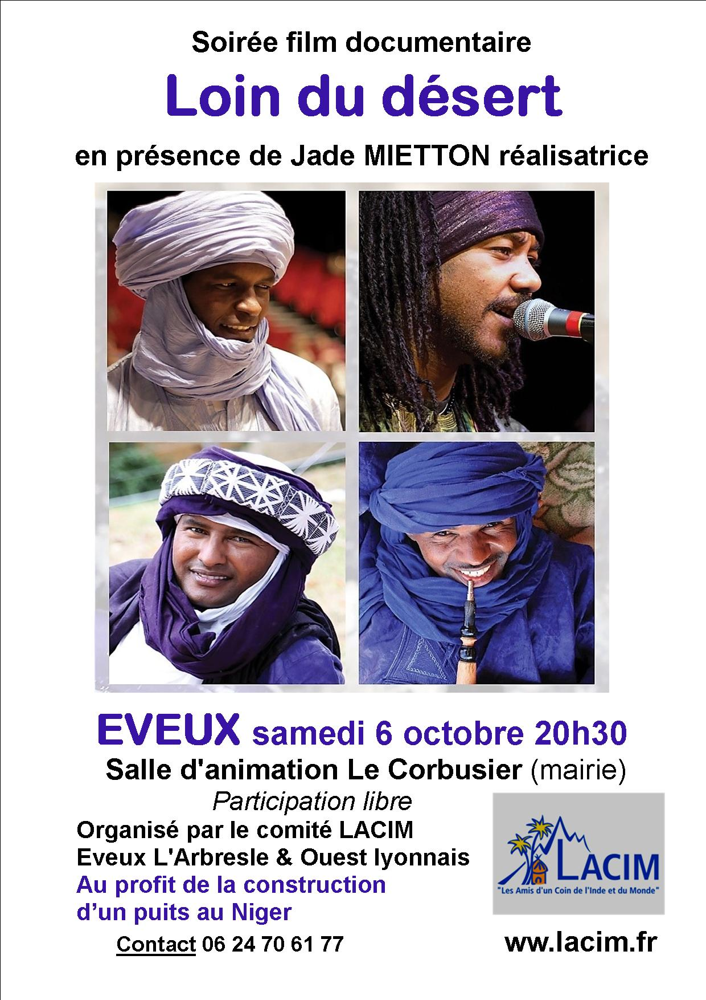 Soirée film documentaire
Loin du désert
en présence de Jade MIETTON réalisatrice
EVEUX samedi 6 octobre 20h30
Salle d'animation Le Corbusier (mairie)
Participation libre
Organisé par le comité LACIM
Eveux L'Arbresle & Ouest lyonnais
Au profit de la construction
d’un puits au Niger
LACIM
"Les Amis d'un Coin de l'Inde et du Monde"
Contact 06 24 70 61 77
ww.lacim.fr